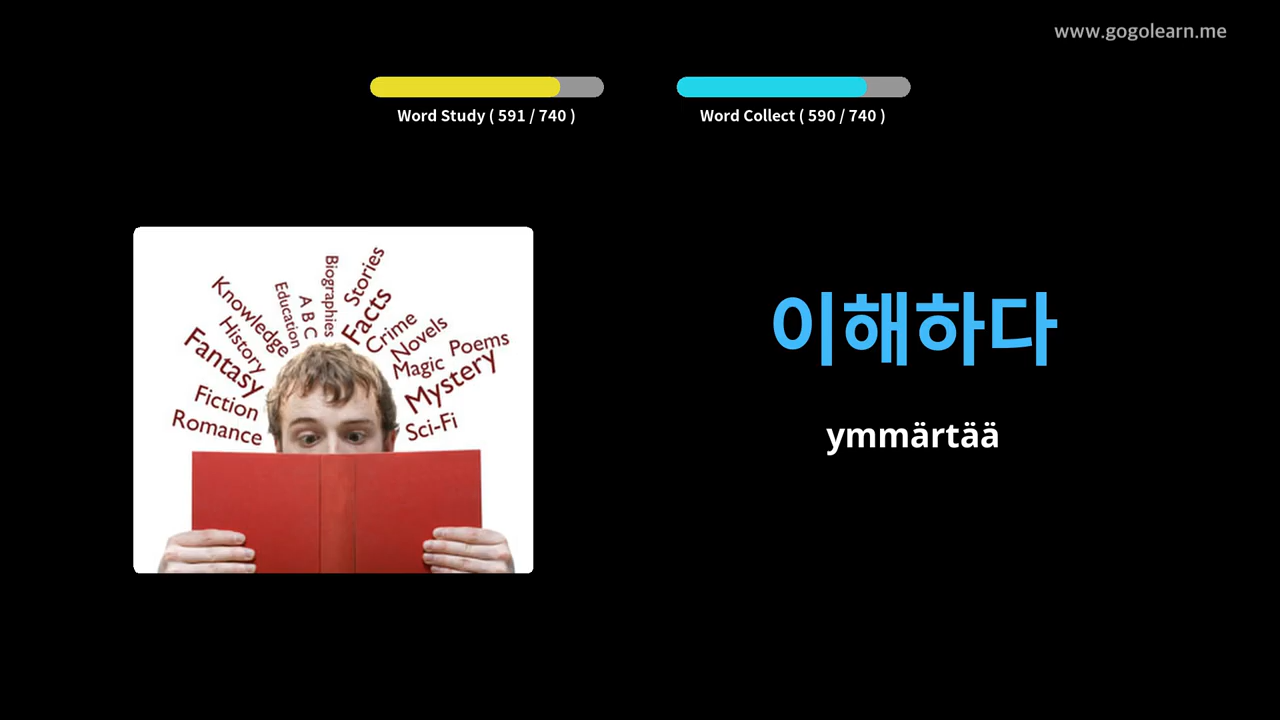 www.gogolearn.me
Word Study ( 591 / 740 )
Word Collect ( 590 / 740 )
Romance
Fiction
Fantasy
History
Knowledge
Education
A B C
Biographies
Stories
Facts
Crime
Novels
Magic
Poems
Mystery
Sci-Fi
이해하다
ymmärtää